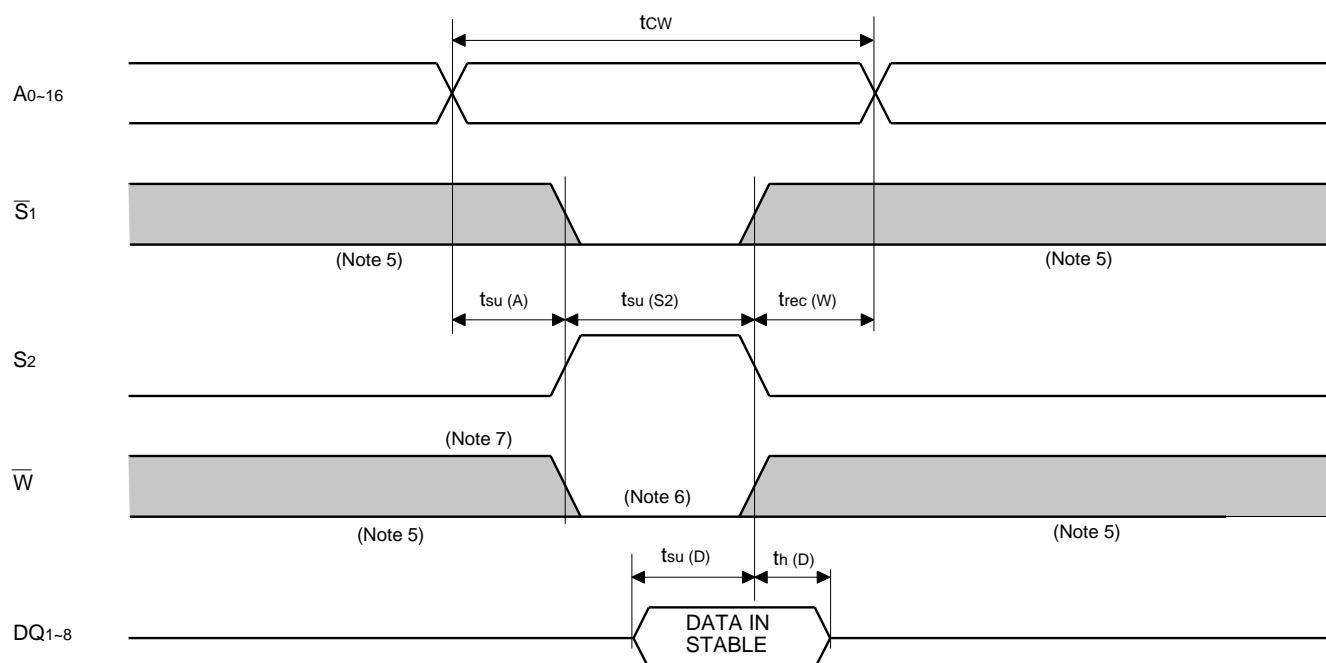 tCW
A0~16
S1
(Note 5) (Note 5)
tsu (A) tsu (S2) trec (W)
S2
(Note 7)
W
(Note 6)
(Note 5) (Note 5)
tsu (D) th (D)
DQ1~8
DATA IN
STABLE